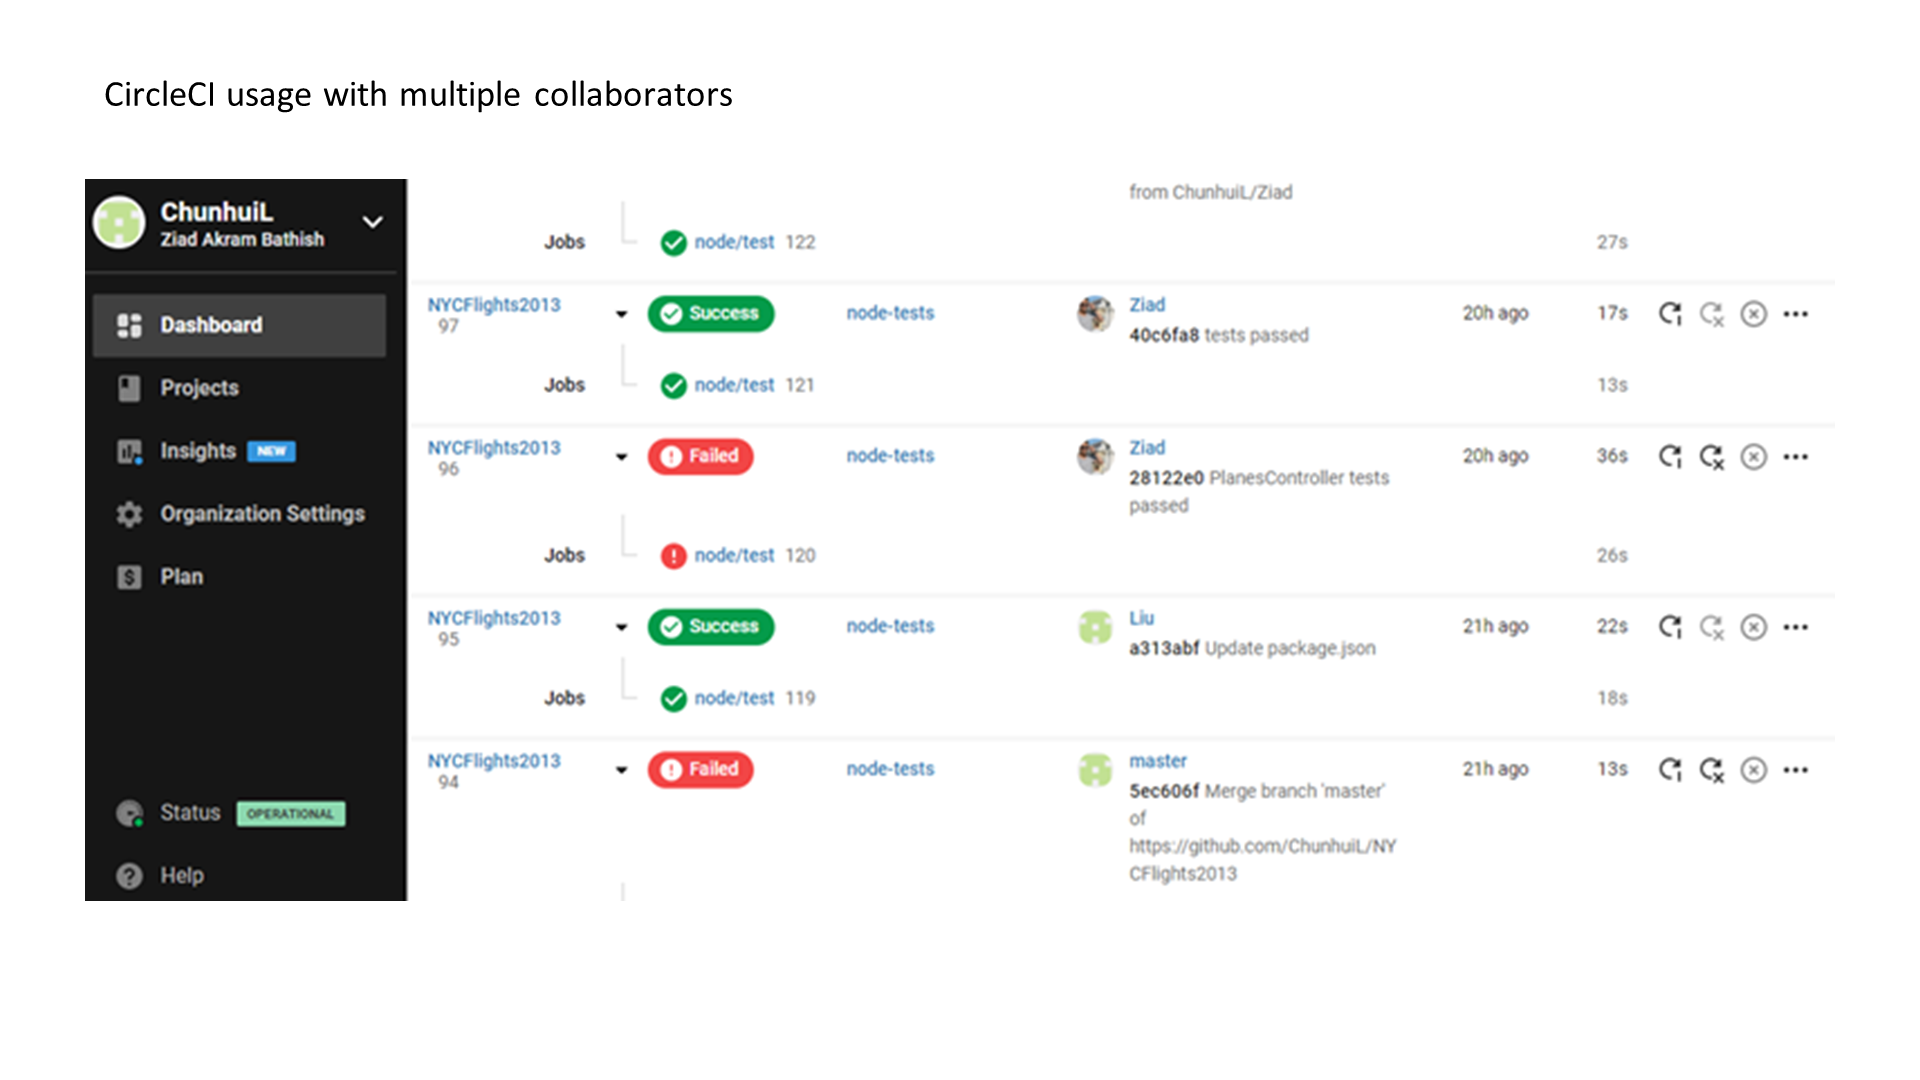 CircleCI usage with multiple collaborators
ChunhuiL
Ziad Akram Bathish
Dashboard
Projects
Insights NEW
Organization Settings
Plan
Status OPERATIONAL
Help
from ChunhuiL/Ziad
Jobs node/test 122 27s
NYCFlights2013 Success node-tests Ziad 20h ago 17s
97 40c6fa8 tests passed
Jobs node/test 121 13s
NYCFlights2013 Failed node-tests Ziad 20h ago 36s
96 28122e0 PlanesController tests
passed
Jobs node/test 120 26s
NYCFlights2013 Success node-tests Liu 21h ago 22s
95 a313abf Update package.json
Jobs node/test 119 18s
NYCFlights2013 Failed node-tests master 21h ago 13s
94 5ec606f Merge branch 'master'
of
https://github.com/ChunhuiL/NY
CFlights2013